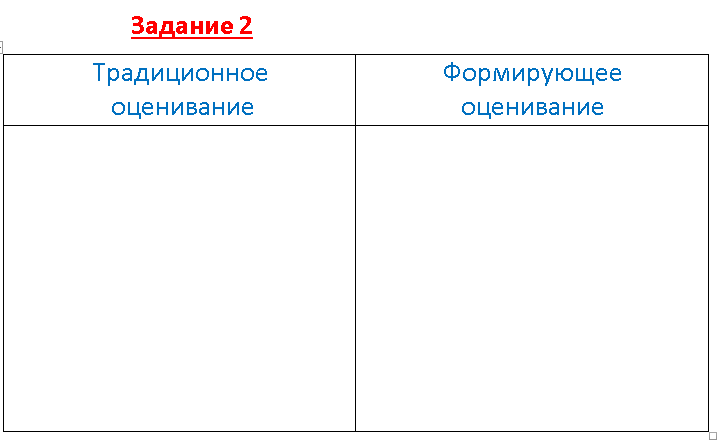 Задание 2
Традиционное
оценивание
Формирующее
оценивание